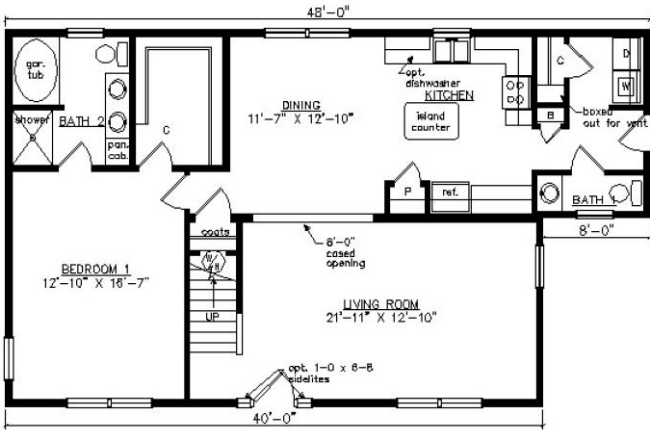 48'-0"
gar.
tub
BATH 2
shower
pan.
cab.
C
DINING
11'-7" X 12'-10"
opt.
dishwasher
KITCHEN
island
counter
C
D
W
B
boxed
out for vent
P
ref.
BATH 1
8'-0"
coats
6'-0"
cased
opening
W/H
UP
BEDROOM 1
12'-10" X 16'-7"
LIVING ROOM
21'-11" X 12'-10"
opt. 1-0 x 6-8
sidelites
40'-0"